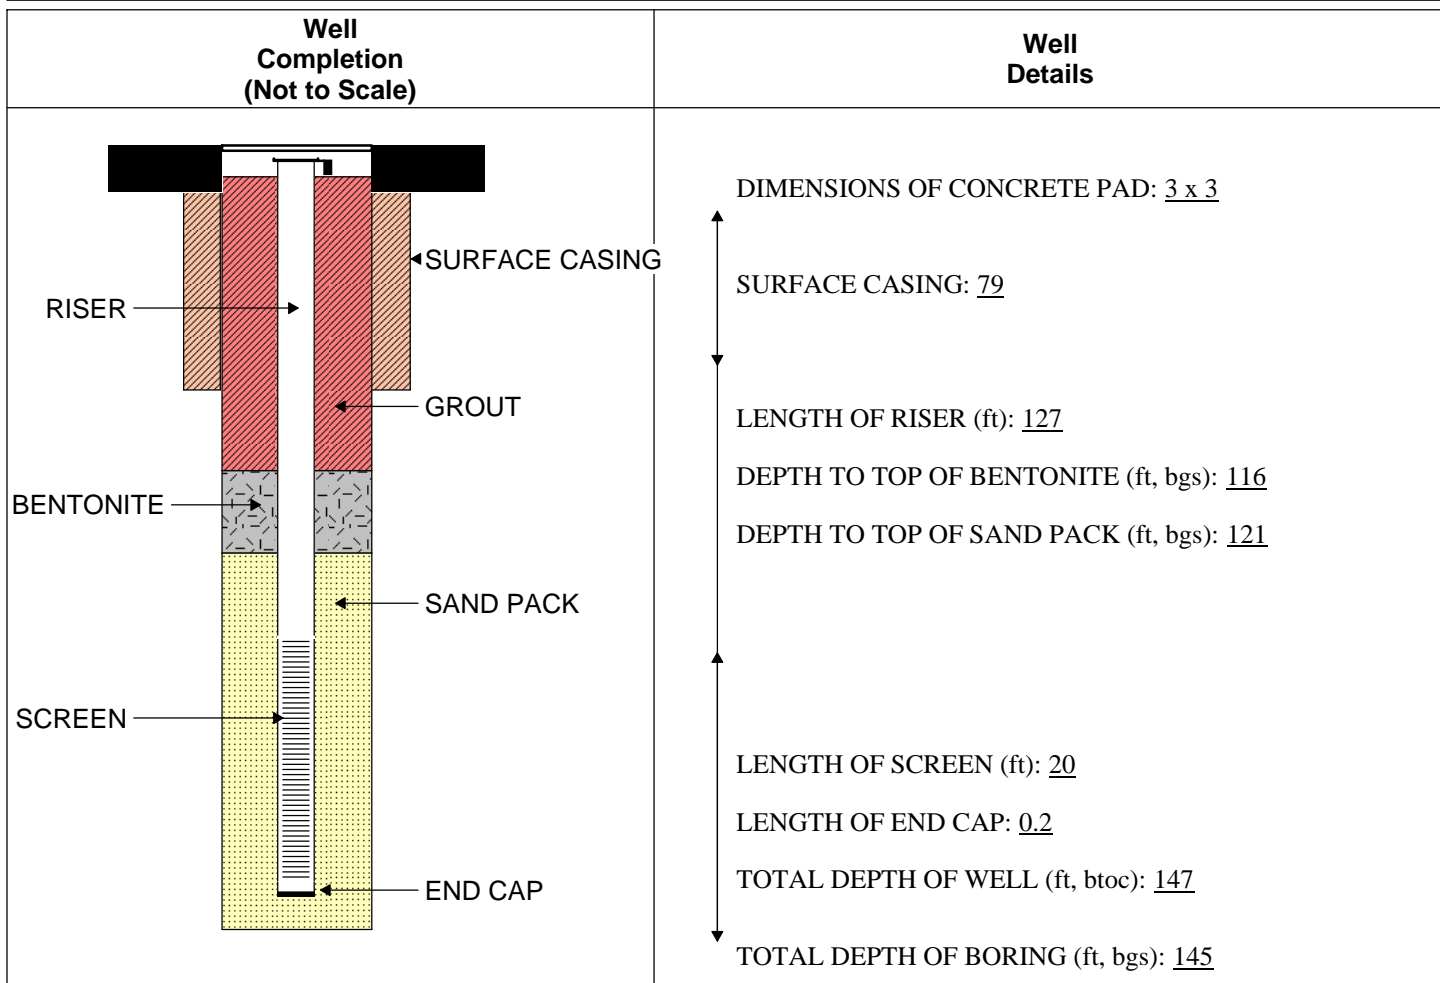 Well
Completion
(Not to Scale)
Well
Details
SURFACE CASING
RISER
GROUT
BENTONITE
SAND PACK
SCREEN
END CAP
DIMENSIONS OF CONCRETE PAD: 3 x 3
SURFACE CASING: 79
LENGTH OF RISER (ft): 127
DEPTH TO TOP OF BENTONITE (ft, bgs): 116
DEPTH TO TOP OF SAND PACK (ft, bgs): 121
LENGTH OF SCREEN (ft): 20
LENGTH OF END CAP: 0.2
TOTAL DEPTH OF WELL (ft, btoc): 147
TOTAL DEPTH OF BORING (ft, bgs): 145